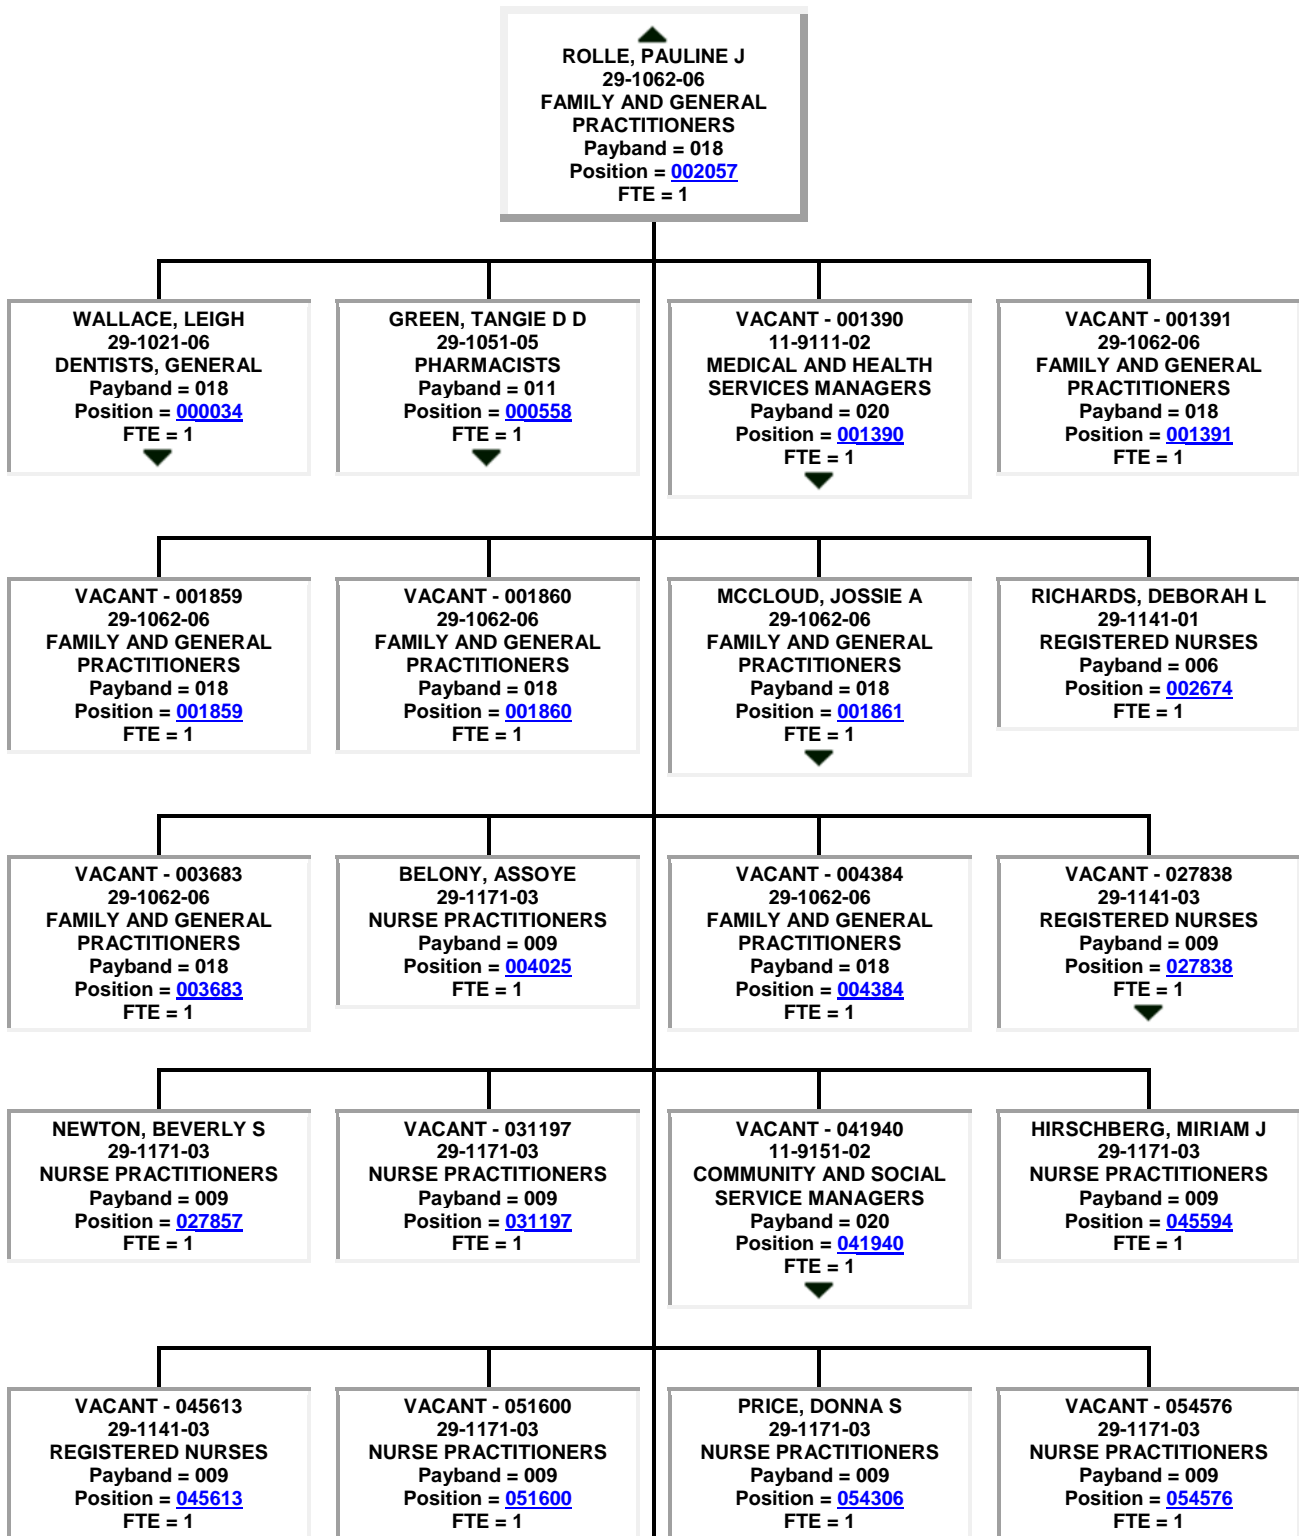 ROLLE, PAULINE J
29-1062-06
FAMILY AND GENERAL
PRACTITIONERS
Payband = 018
Position = 002057
FTE = 1
WALLACE, LEIGH
29-1021-06
DENTISTS, GENERAL
Payband = 018
Position = 000034
FTE = 1
GREEN, TANGIE D D
29-1051-05
PHARMACISTS
Payband = 011
Position = 000558
FTE = 1
VACANT - 001390
11-9111-02
MEDICAL AND HEALTH
SERVICES MANAGERS
Payband = 020
Position = 001390
FTE = 1
VACANT - 001391
29-1062-06
FAMILY AND GENERAL
PRACTITIONERS
Payband = 018
Position = 001391
FTE = 1
VACANT - 001859
29-1062-06
FAMILY AND GENERAL
PRACTITIONERS
Payband = 018
Position = 001859
FTE = 1
VACANT - 001860
29-1062-06
FAMILY AND GENERAL
PRACTITIONERS
Payband = 018
Position = 001860
FTE = 1
MCCLOUD, JOSSIE A
29-1062-06
FAMILY AND GENERAL
PRACTITIONERS
Payband = 018
Position = 001861
FTE = 1
RICHARDS, DEBORAH L
29-1141-01
REGISTERED NURSES
Payband = 006
Position = 002674
FTE = 1
VACANT - 003683
29-1062-06
FAMILY AND GENERAL
PRACTITIONERS
Payband = 018
Position = 003683
FTE = 1
BELONY, ASSOYE
29-1171-03
NURSE PRACTITIONERS
Payband = 009
Position = 004025
FTE = 1
VACANT - 004384
29-1062-06
FAMILY AND GENERAL
PRACTITIONERS
Payband = 018
Position = 004384
FTE = 1
VACANT - 027838
29-1141-03
REGISTERED NURSES
Payband = 009
Position = 027838
FTE = 1
NEWTON, BEVERLY S
29-1171-03
NURSE PRACTITIONERS
Payband = 009
Position = 027857
FTE = 1
VACANT - 031197
29-1171-03
NURSE PRACTITIONERS
Payband = 009
Position = 031197
FTE = 1
VACANT - 041940
11-9151-02
COMMUNITY AND SOCIAL
SERVICE MANAGERS
Payband = 020
Position = 041940
FTE = 1
HIRSCHBERG, MIRIAM J
29-1171-03
NURSE PRACTITIONERS
Payband = 009
Position = 045594
FTE = 1
VACANT - 045613
29-1141-03
REGISTERED NURSES
Payband = 009
Position = 045613
FTE = 1
VACANT - 051600
29-1171-03
NURSE PRACTITIONERS
Payband = 009
Position = 051600
FTE = 1
PRICE, DONNA S
29-1171-03
NURSE PRACTITIONERS
Payband = 009
Position = 054306
FTE = 1
VACANT - 054576
29-1171-03
NURSE PRACTITIONERS
Payband = 009
Position = 054576
FTE = 1